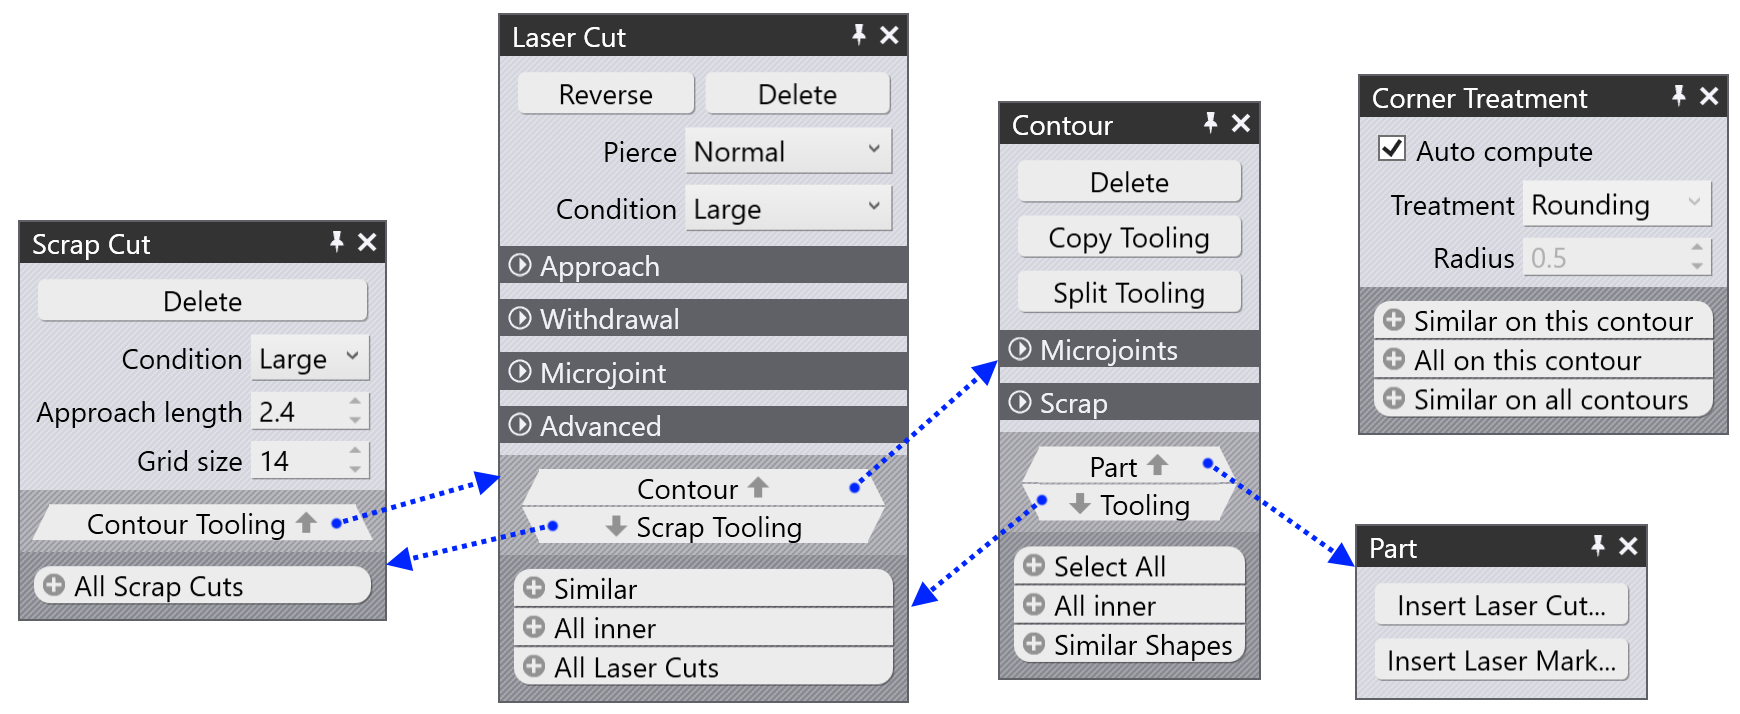 Scrap Cut
Delete
Condition Large
Approach length 2.4
Grid size 14
Contour Tooling
All Scrap Cuts
Laser Cut
Reverse Delete
Pierce Normal
Condition Large
Approach
Withdrawal
Microjoint
Advanced
Contour
Scrap Tooling
Similar
All inner
All Laser Cuts
Contour
Delete
Copy Tooling
Split Tooling
Microjoints
Scrap
Part
Tooling
Select All
All inner
Similar Shapes
Corner Treatment
Auto compute
Treatment Rounding
Radius 0.5
Similar on this contour
All on this contour
Similar on all contours
Part
Insert Laser Cut...
Insert Laser Mark...